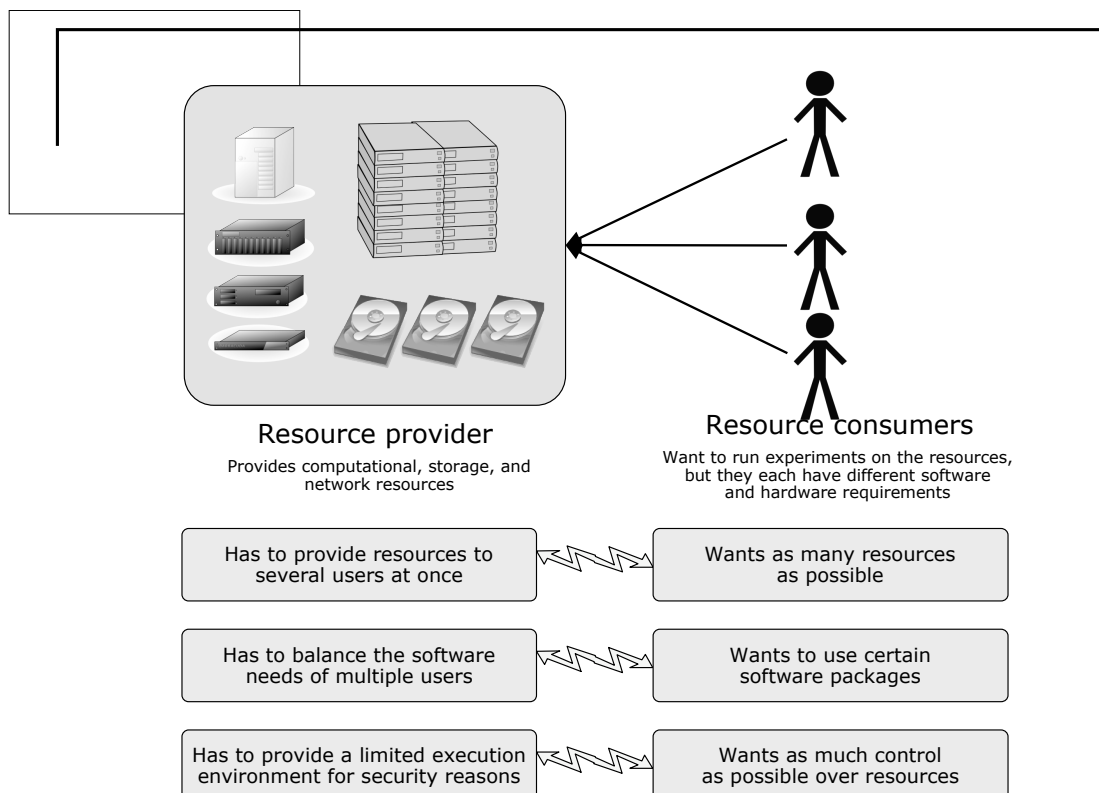 Resource provider
Provides computational, storage, and
network resources
Resource consumers
Want to run experiments on the resources,
but they each have different software
and hardware requirements
Has to provide resources to
several users at once
Wants as many resources
as possible
Has to balance the software
needs of multiple users
Wants to use certain
software packages
Has to provide a limited execution
environment for security reasons
Wants as much control
as possible over resources